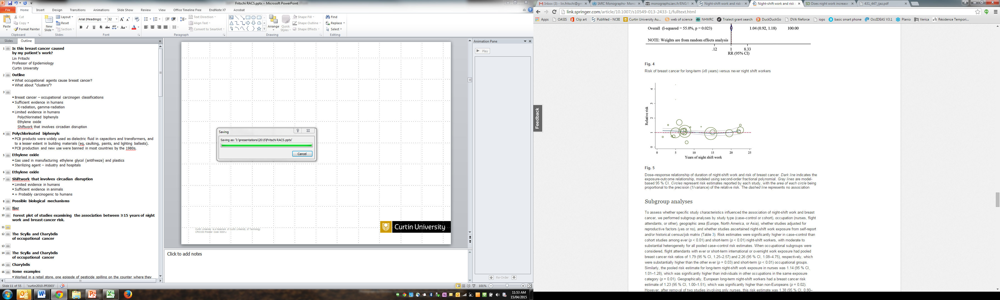 Fritschi RACS.pptx - Microsoft PowerPoint
File Home Insert Design Transitions Animations Slide Show Review View Office Timeline Free EndNote X7 Acrobat
Cut
Copy
Format Painter
Paste
Clipboard
New Slide
Layout
Reset
Section
Slides
Arial (Headings) 32
Font
Paragraph
Text Direction
Align Text
Convert to SmartArt
Arrange
Quick Styles
Shape Fill
Shape Outline
Shape Effects
Drawing
Find
Replace
Select
Editing
Slides Outline
1 Is this breast cancer caused
by my patient's work?
Lin Fritschi
Professor of Epidemiology
Curtin University
2 Outline
▪ What occupational agents cause breast cancer?
▪ What about "clusters"?
3
▪ Breast cancer – occupational carcinogen classifications
▪ Sufficient evidence in humans
X-radiation, gamma-radiation
▪ Limited evidence in humans
Polychlorinated biphenyls
Ethylene oxide
Shiftwork that involves circadian disruption
4 Polychlorinated biphenyls
▪ PCB products were widely used as dielectric fluid in capacitors and transformers, and
to a lesser extent in building materials (eg, caulking, paints, and lighting ballasts).
▪ PCB production and new use were banned in most countries by the 1980s.
5 Ethylene oxide
▪ Gas used in manufacturing ethylene glycol (antifreeze) and plastics
▪ Sterilizing agent – industry and hospitals
6 Ethylene oxide
7 Shiftwork that involves circadian disruption
▪ Limited evidence in humans
▪ Sufficient evidence in animals
▪ = Probably carcinogenic to humans
8 Possible biological mechanisms
9 Ijaz
10 Forest plot of studies examining the association between ≥15 years of night
work and breast cancer risk.
11
12 The Scylla and Charybdis
of occupational cancer
13
14 The Scylla and Charybdis
of occupational cancer
15 Charybdis
16 Some examples
▪ Worked in a retail store, one episode of pesticide spilling on the counter where they
Saving
Saving as: 'I:\presentations\2015\Fritschi RACS.pptx'
Cancel
Curtin University is a trademark of Curtin University of Technology
CRICOS Provider Code 00301J
Curtin University
Click to add notes
Animation Pane
Play
Re-Order
Slide 11 of 55 "curtin2010-PP2003" 101%
11:53 AM
15/04/2015
Inbox (3) - lin.fritschi@gm IARC Monographs- Mono monographs.iarc.fr/ENG/ Night-shift work and risk Night-shift work and risk Does night work increase 431_447_ijaz.pdf
link.springer.com/article/10.1007/s10549-013-2433-1/fulltext.html
Apps OASIS Clip art PubMed - NCBI Curtin University Au... web of science NHMRC Trialect grant search DuckDuckGo DVA fileforce iops basic smart phone OccIDEAS V3.1 Planio Verica Résidence Tempori...
Overall (I-squared = 55.0%, p = 0.023) 1.04 (0.92, 1.18) 100.00
NOTE: Weights are from random effects analysis
.12 1 8.33
RR (95% CI)
Fig. 4
Risk of breast cancer for long-term (≥8 years) versus never night shift workers
Feedback
Relative risk
4
3
2
1
0
0 5 10 15 20 25
Years of night shift work
Fig. 5
Dose–response relationship of duration of night-shift work and risk of breast cancer. Dark line indicates the
exposure-outcome relationship, modeled using second-order fractional polynomial. Gray lines are model-
based 95 % CI. Circles represent risk estimates reported by each study, with the area of each circle being
proportional to the precision (1/variance) of the relative risk. The dashed line represents no association
Subgroup analyses
To assess whether specific study characteristics influenced the association of night-shift work and breast
cancer, we performed subgroup analyses by study type (case–control or cohort), occupation (nurses, flight
attendants, or other), geographic area (Europe, North America, or Asia), whether studies adjusted for
reproductive factors (yes or no), and whether studies ascertained night-shift work exposure from self-report
and/or historical census/job matrix (Table 3). Risk estimates were significantly higher in case–control than
cohort studies among ever (p < 0.01) and short-term (p < 0.01) night-shift workers, with moderate to
substantial heterogeneity for all pooled case–control risk estimates. When occupational subgroups were
considered, flight attendants with ever or short-term international or overnight work exposure had pooled
breast cancer risk ratios of 1.79 (95 % CI, 1.25–2.57) and 2.26 (95 % CI, 1.08–4.75), respectively, which
were substantially higher than the other ever (p = 0.03) and short-term (p < 0.01) occupational groups.
Similarly, the pooled risk estimate for long-term night-shift work exposure in nurses was 1.14 (95 % CI,
1.01–1.28), which was significantly higher than individuals in other occupations in the same exposure
category (p = 0.01). Geographically, European long-term night-shift workers had a breast cancer risk
estimate of 1.23 (95 % CI, 1.00–1.51), which was significantly higher than non-Europeans (p = 0.02).
However, after removal of two studies involving only nurses, this risk estimate was 1.38 (95 % CI, 0.80–